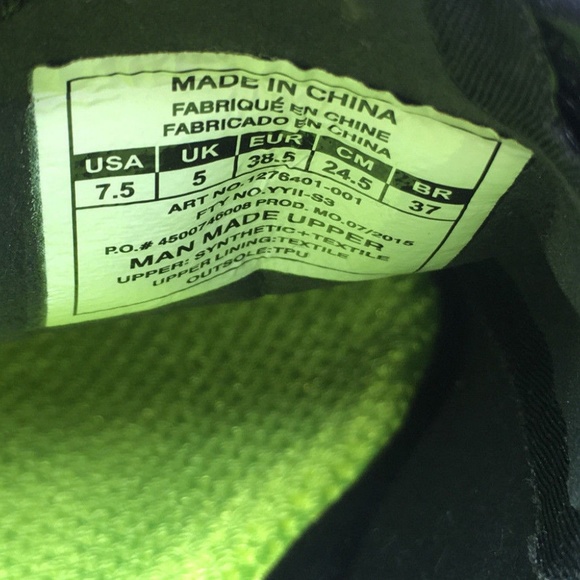 MADE IN CHINA
FABRIQUÉ EN CHINE
FABRICADO EN CHINA
USA UK EUR CM BR
7.5 5 38.5 24.5 37
ART NO. 1276401-001
FTY NO.YYII-S3
P.O.# 4500746008 PROD. MO.07/2015
MAN MADE UPPER
UPPER: SYNTHETIC+TEXTILE
UPPER LINING:TEXTILE
OUTSOLE:TPU